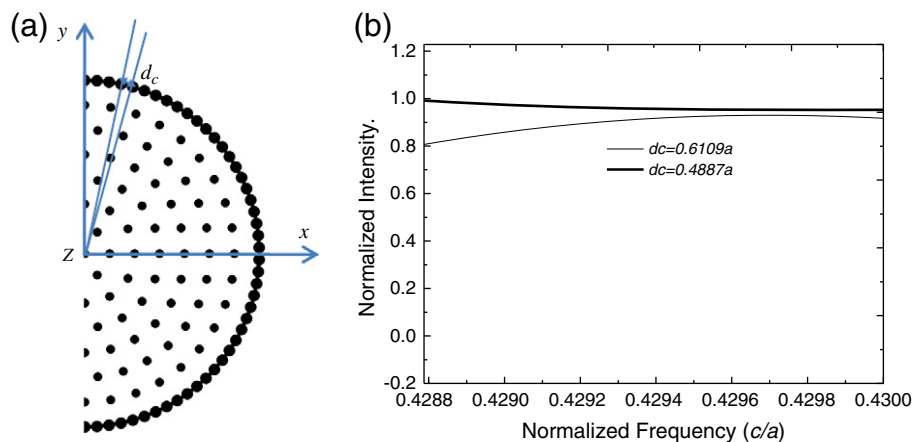 (a)
y
d_c
x
Z
(b)
Normalized Intensity.
1.2
1.0
0.8
0.6
0.4
0.2
0.0
-0.2
dc=0.6109a
dc=0.4887a
0.4288 0.4290 0.4292 0.4294 0.4296 0.4298 0.4300
Normalized Frequency (c/a)